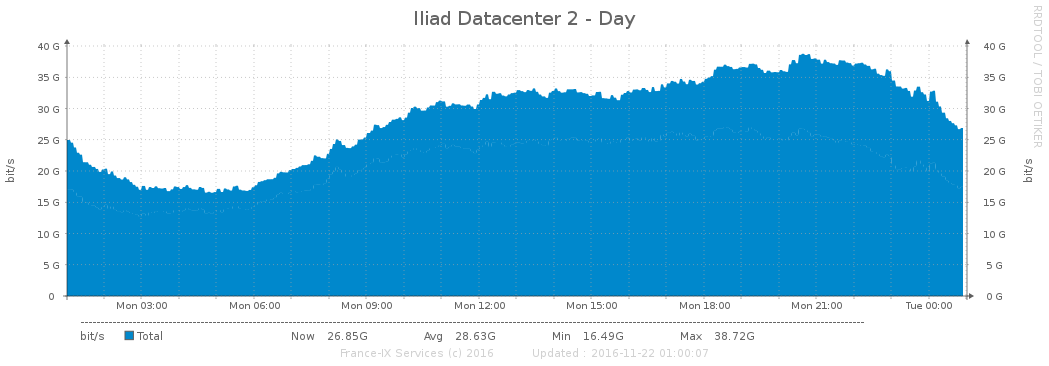 Iliad Datacenter 2 - Day
RRDTOOL / TOBI OETIKER
40 G 40 G
35 G 35 G
30 G 30 G
25 G 25 G
20 G 20 G
15 G 15 G
10 G 10 G
5 G 5 G
0 0 G
bit/s bit/s
Mon 03:00 Mon 06:00 Mon 09:00 Mon 12:00 Mon 15:00 Mon 18:00 Mon 21:00 Tue 00:00
bit/s Total Now 26.85G Avg 28.63G Min 16.49G Max 38.72G
France-IX Services (c) 2016 Updated : 2016-11-22 01:00:07